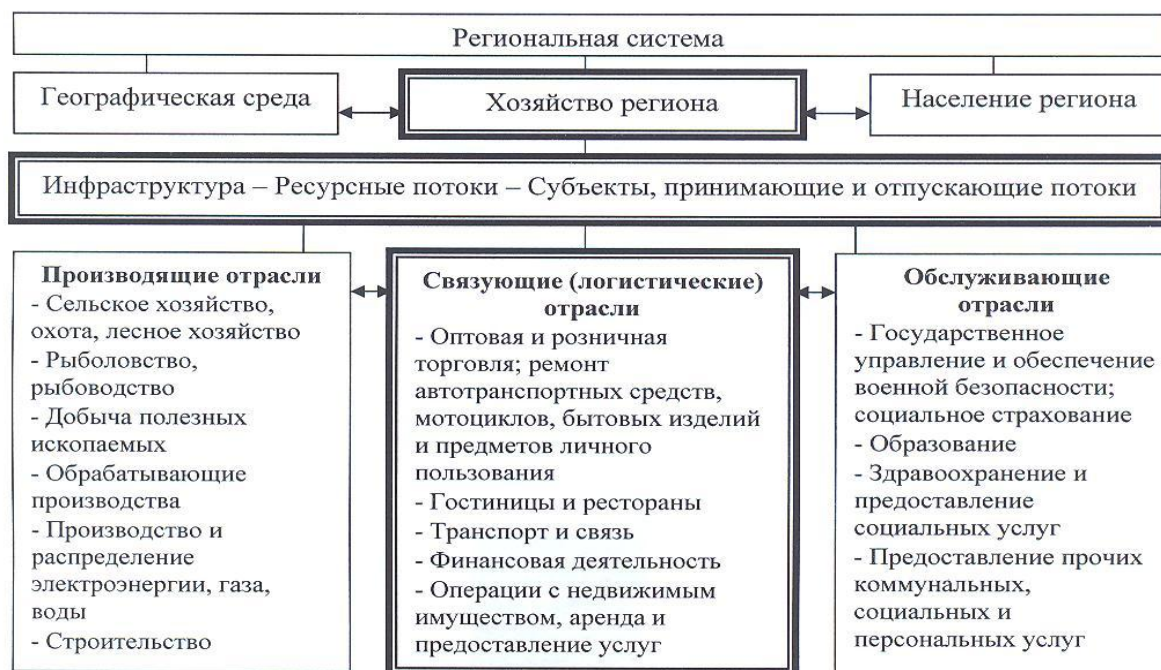 Региональная система
Географическая среда
Хозяйство региона
Население региона
Инфраструктура – Ресурсные потоки – Субъекты, принимающие и отпускающие потоки
Производящие отрасли
- Сельское хозяйство,
охота, лесное хозяйство
- Рыболовство,
рыбоводство
- Добыча полезных
ископаемых
- Обрабатывающие
производства
- Производство и
распределение
электроэнергии, газа,
воды
- Строительство
Связующие (логистические)
отрасли
- Оптовая и розничная
торговля; ремонт
автотранспортных средств,
мотоциклов, бытовых изделий
и предметов личного
пользования
- Гостиницы и рестораны
- Транспорт и связь
- Финансовая деятельность
- Операции с недвижимым
имуществом, аренда и
предоставление услуг
Обслуживающие
отрасли
- Государственное
управление и обеспечение
военной безопасности;
социальное страхование
- Образование
- Здравоохранение и
предоставление
социальных услуг
- Предоставление прочих
коммунальных,
социальных и
персональных услуг